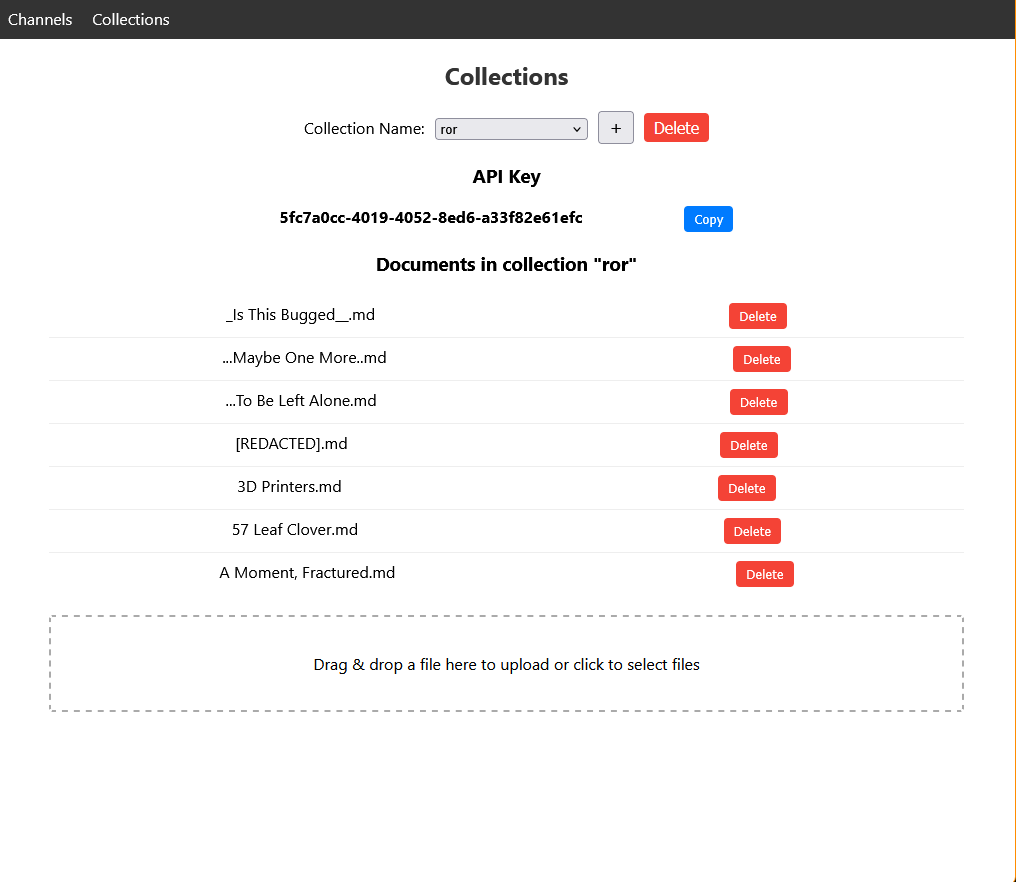 Channels Collections
Collections
Collection Name: ror + Delete
API Key
5fc7a0cc-4019-4052-8ed6-a33f82e61efc Copy
Documents in collection "ror"
_Is This Bugged__.md Delete
...Maybe One More..md Delete
...To Be Left Alone.md Delete
[REDACTED].md Delete
3D Printers.md Delete
57 Leaf Clover.md Delete
A Moment, Fractured.md Delete
Drag & drop a file here to upload or click to select files